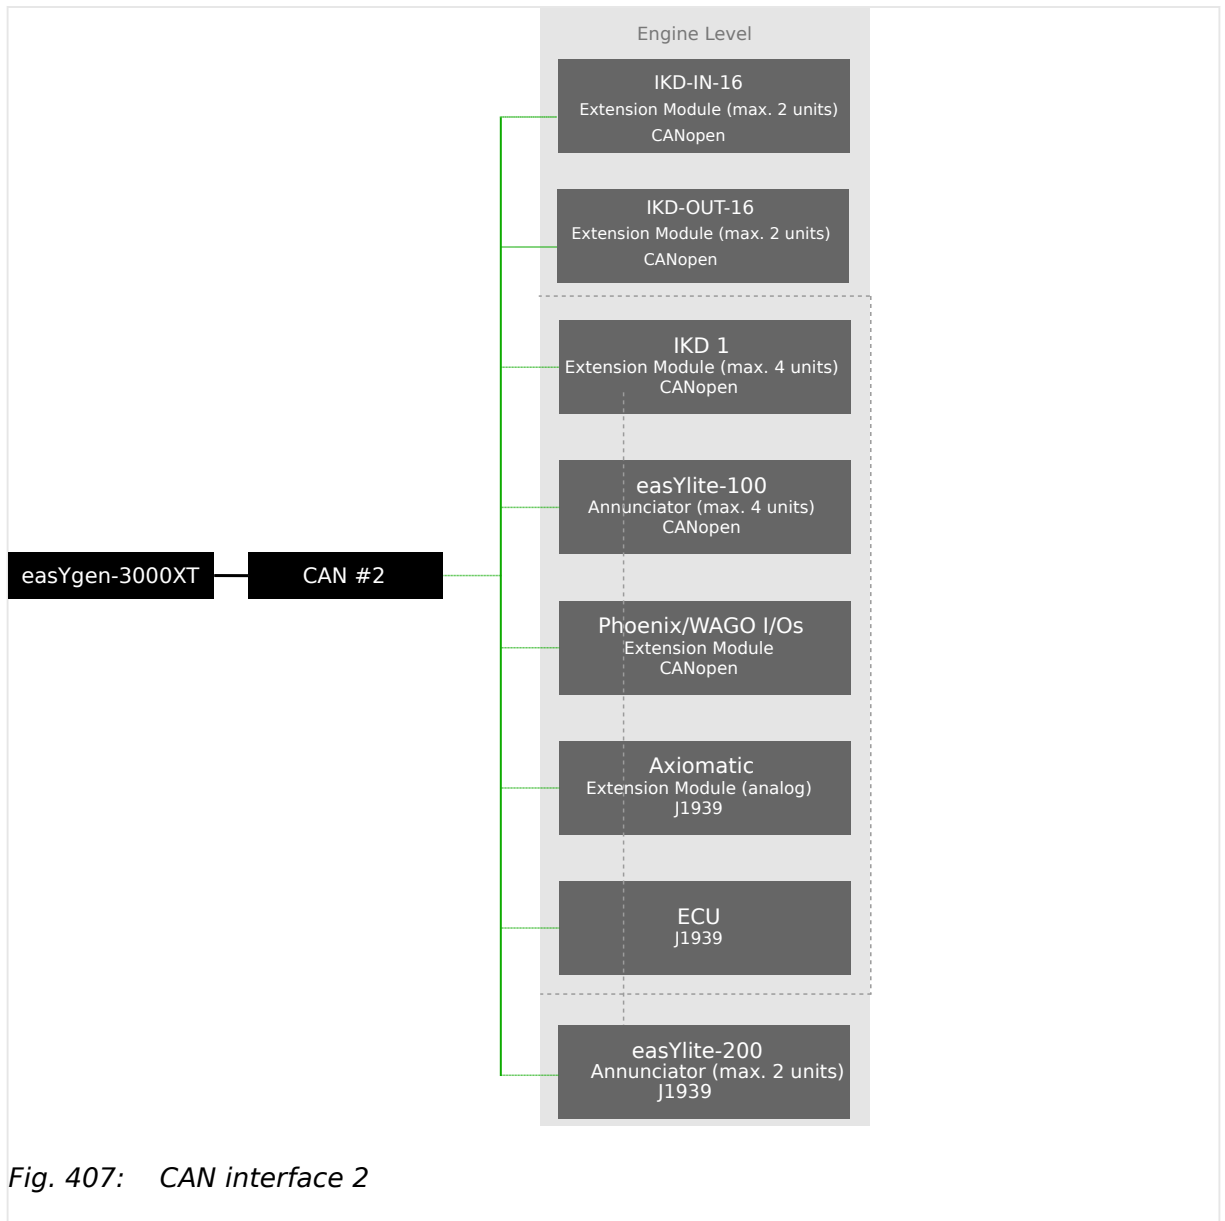 Engine Level
IKD-IN-16
Extension Module (max. 2 units)
CANopen
IKD-OUT-16
Extension Module (max. 2 units)
CANopen
IKD 1
Extension Module (max. 4 units)
CANopen
easYlite-100
Annunciator (max. 4 units)
CANopen
easYgen-3000XT
CAN #2
Phoenix/WAGO I/Os
Extension Module
CANopen
Axiomatic
Extension Module (analog)
J1939
ECU
J1939
easYlite-200
Annunciator (max. 2 units)
J1939
Fig. 407: CAN interface 2